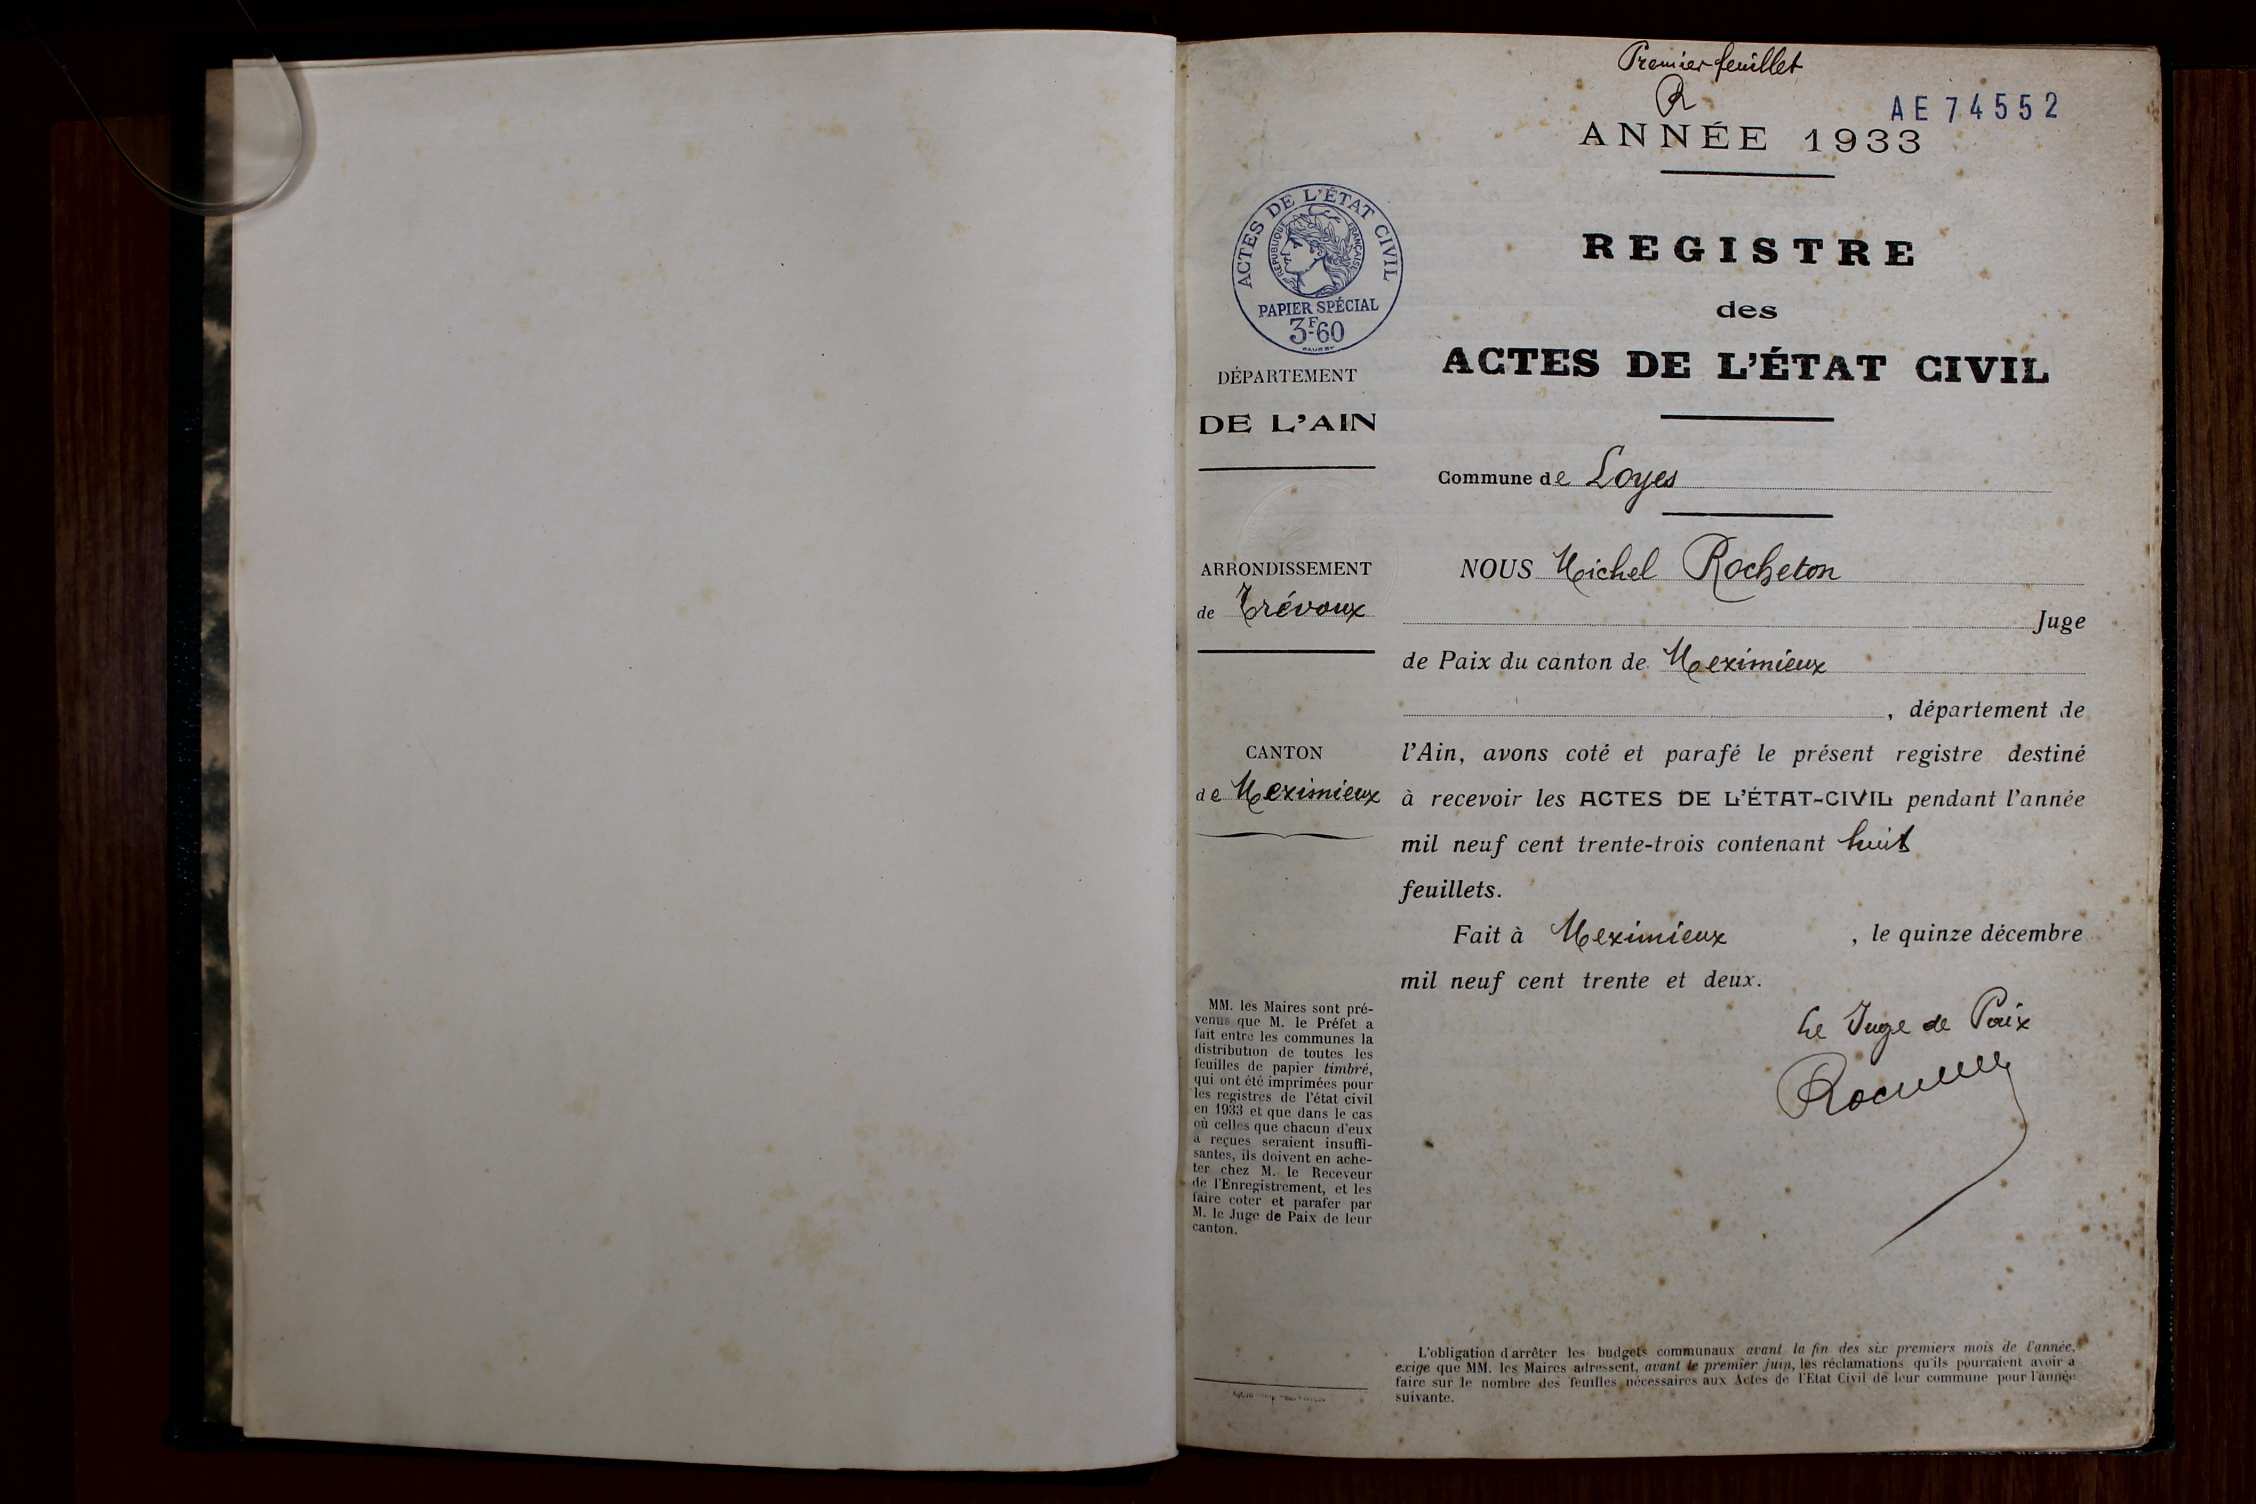 Premier feuillet
R
AE 74552
ANNÉE 1933
ACTES DE L'ÉTAT CIVIL
RÉPUBLIQUE FRANÇAISE
PAPIER SPÉCIAL
3F-60
REGISTRE
des
ACTES DE L'ÉTAT CIVIL
DÉPARTEMENT
DE L'AIN
Commune de Loyes
ARRONDISSEMENT
de Trévoux
CANTON
de Meximieux
NOUS Michel Rocheton
Juge
de Paix du canton de Meximieux
, département de
l'Ain, avons coté et parafé le présent registre destiné
à recevoir les ACTES DE L'ÉTAT-CIVIL pendant l'année
mil neuf cent trente-trois contenant huit
feuillets.
Fait à Meximieux , le quinze décembre
mil neuf cent trente et deux.
Le Juge de Paix
MM. les Maires sont pré-
venus que M. le Préfet a
fait entre les communes la
distribution de toutes les
feuilles de papier timbré,
qui ont été imprimées pour
les registres de l'état civil
en 1933 et que dans le cas
où celles que chacun d'eux
a reçues seraient insuffi-
santes, ils doivent en ache-
ter chez M. le Receveur
de l'Enregistrement, et les
faire coter et parafer par
M. le Juge de Paix de leur
canton.
L'obligation d'arrêter les budgets communaux avant la fin des six premiers mois de l'année,
exige que MM. les Maires adressent, avant le premier juin, les réclamations qu'ils pourraient avoir a
faire sur le nombre des feuilles nécessaires aux Actes de l'Etat Civil de leur commune pour l'année
suivante.